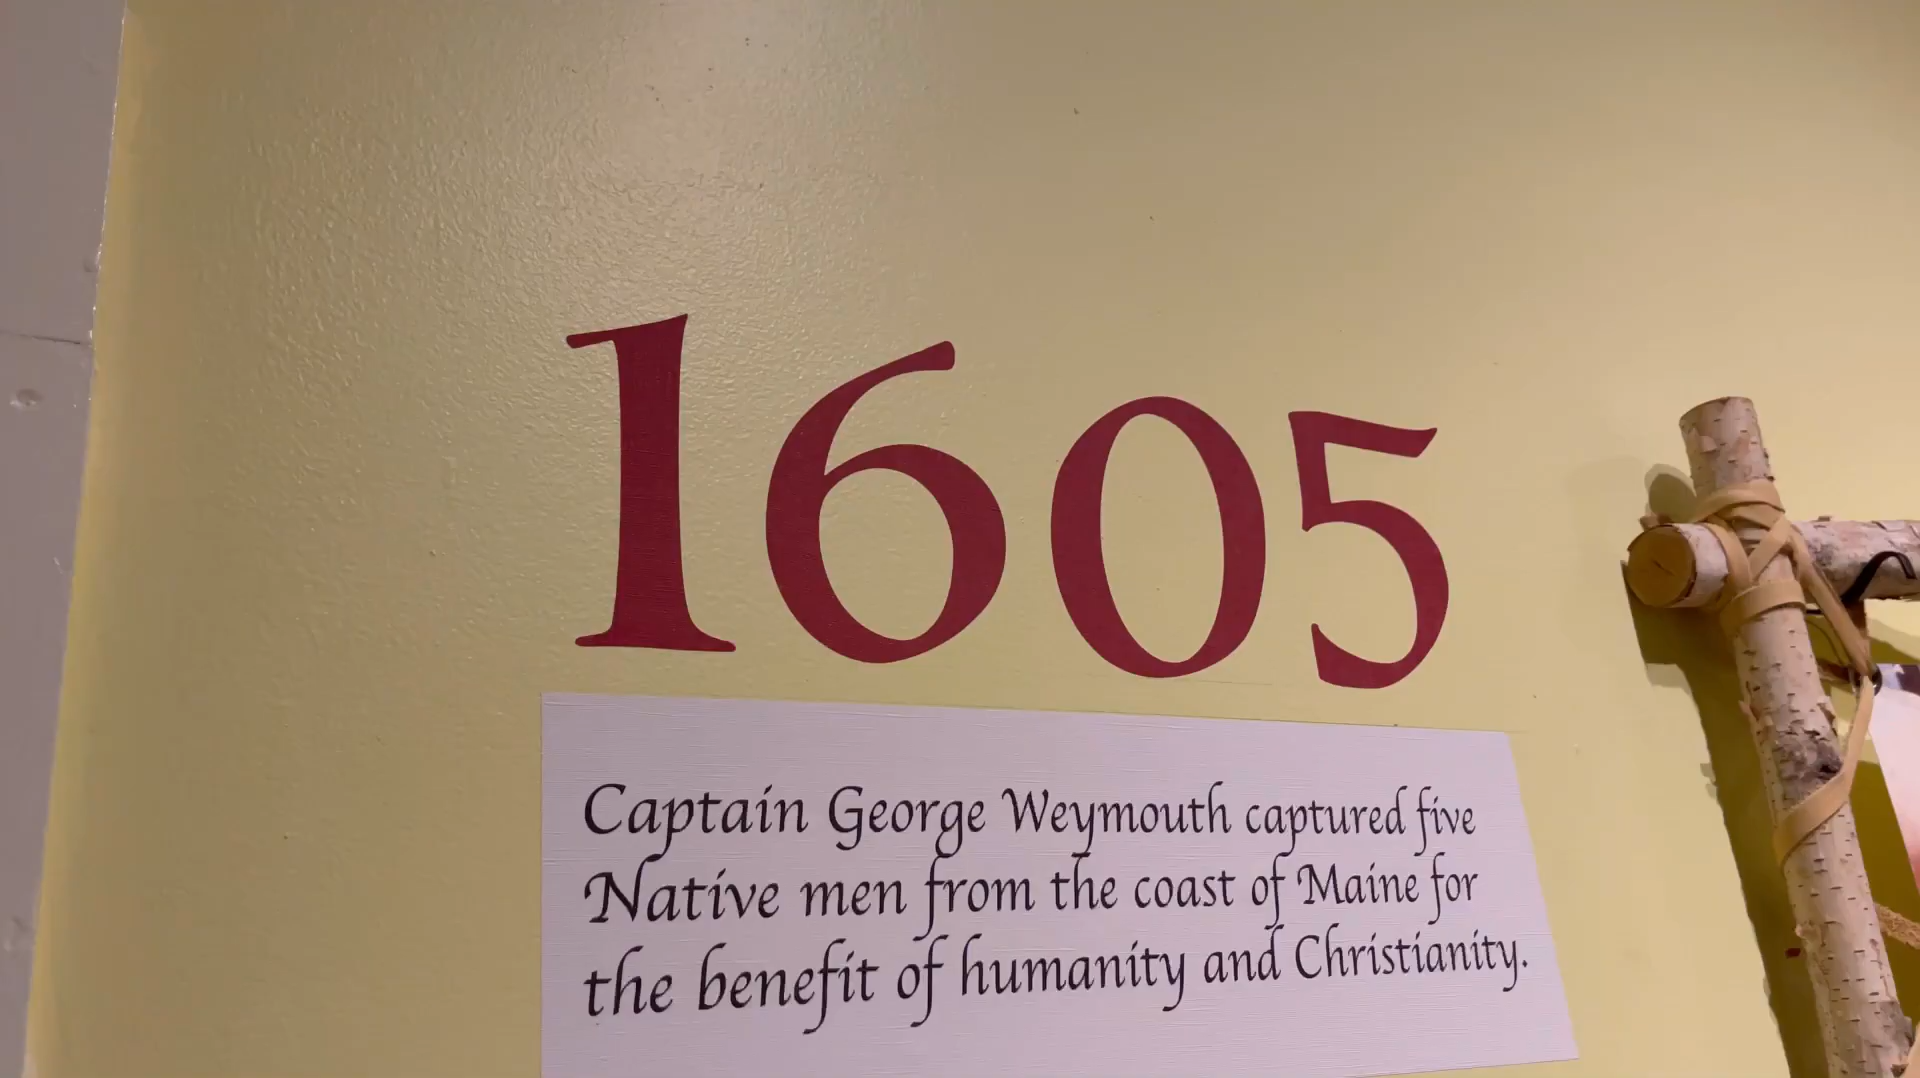 1605
Captain George Weymouth captured five
Native men from the coast of Maine for
the benefit of humanity and Christianity.